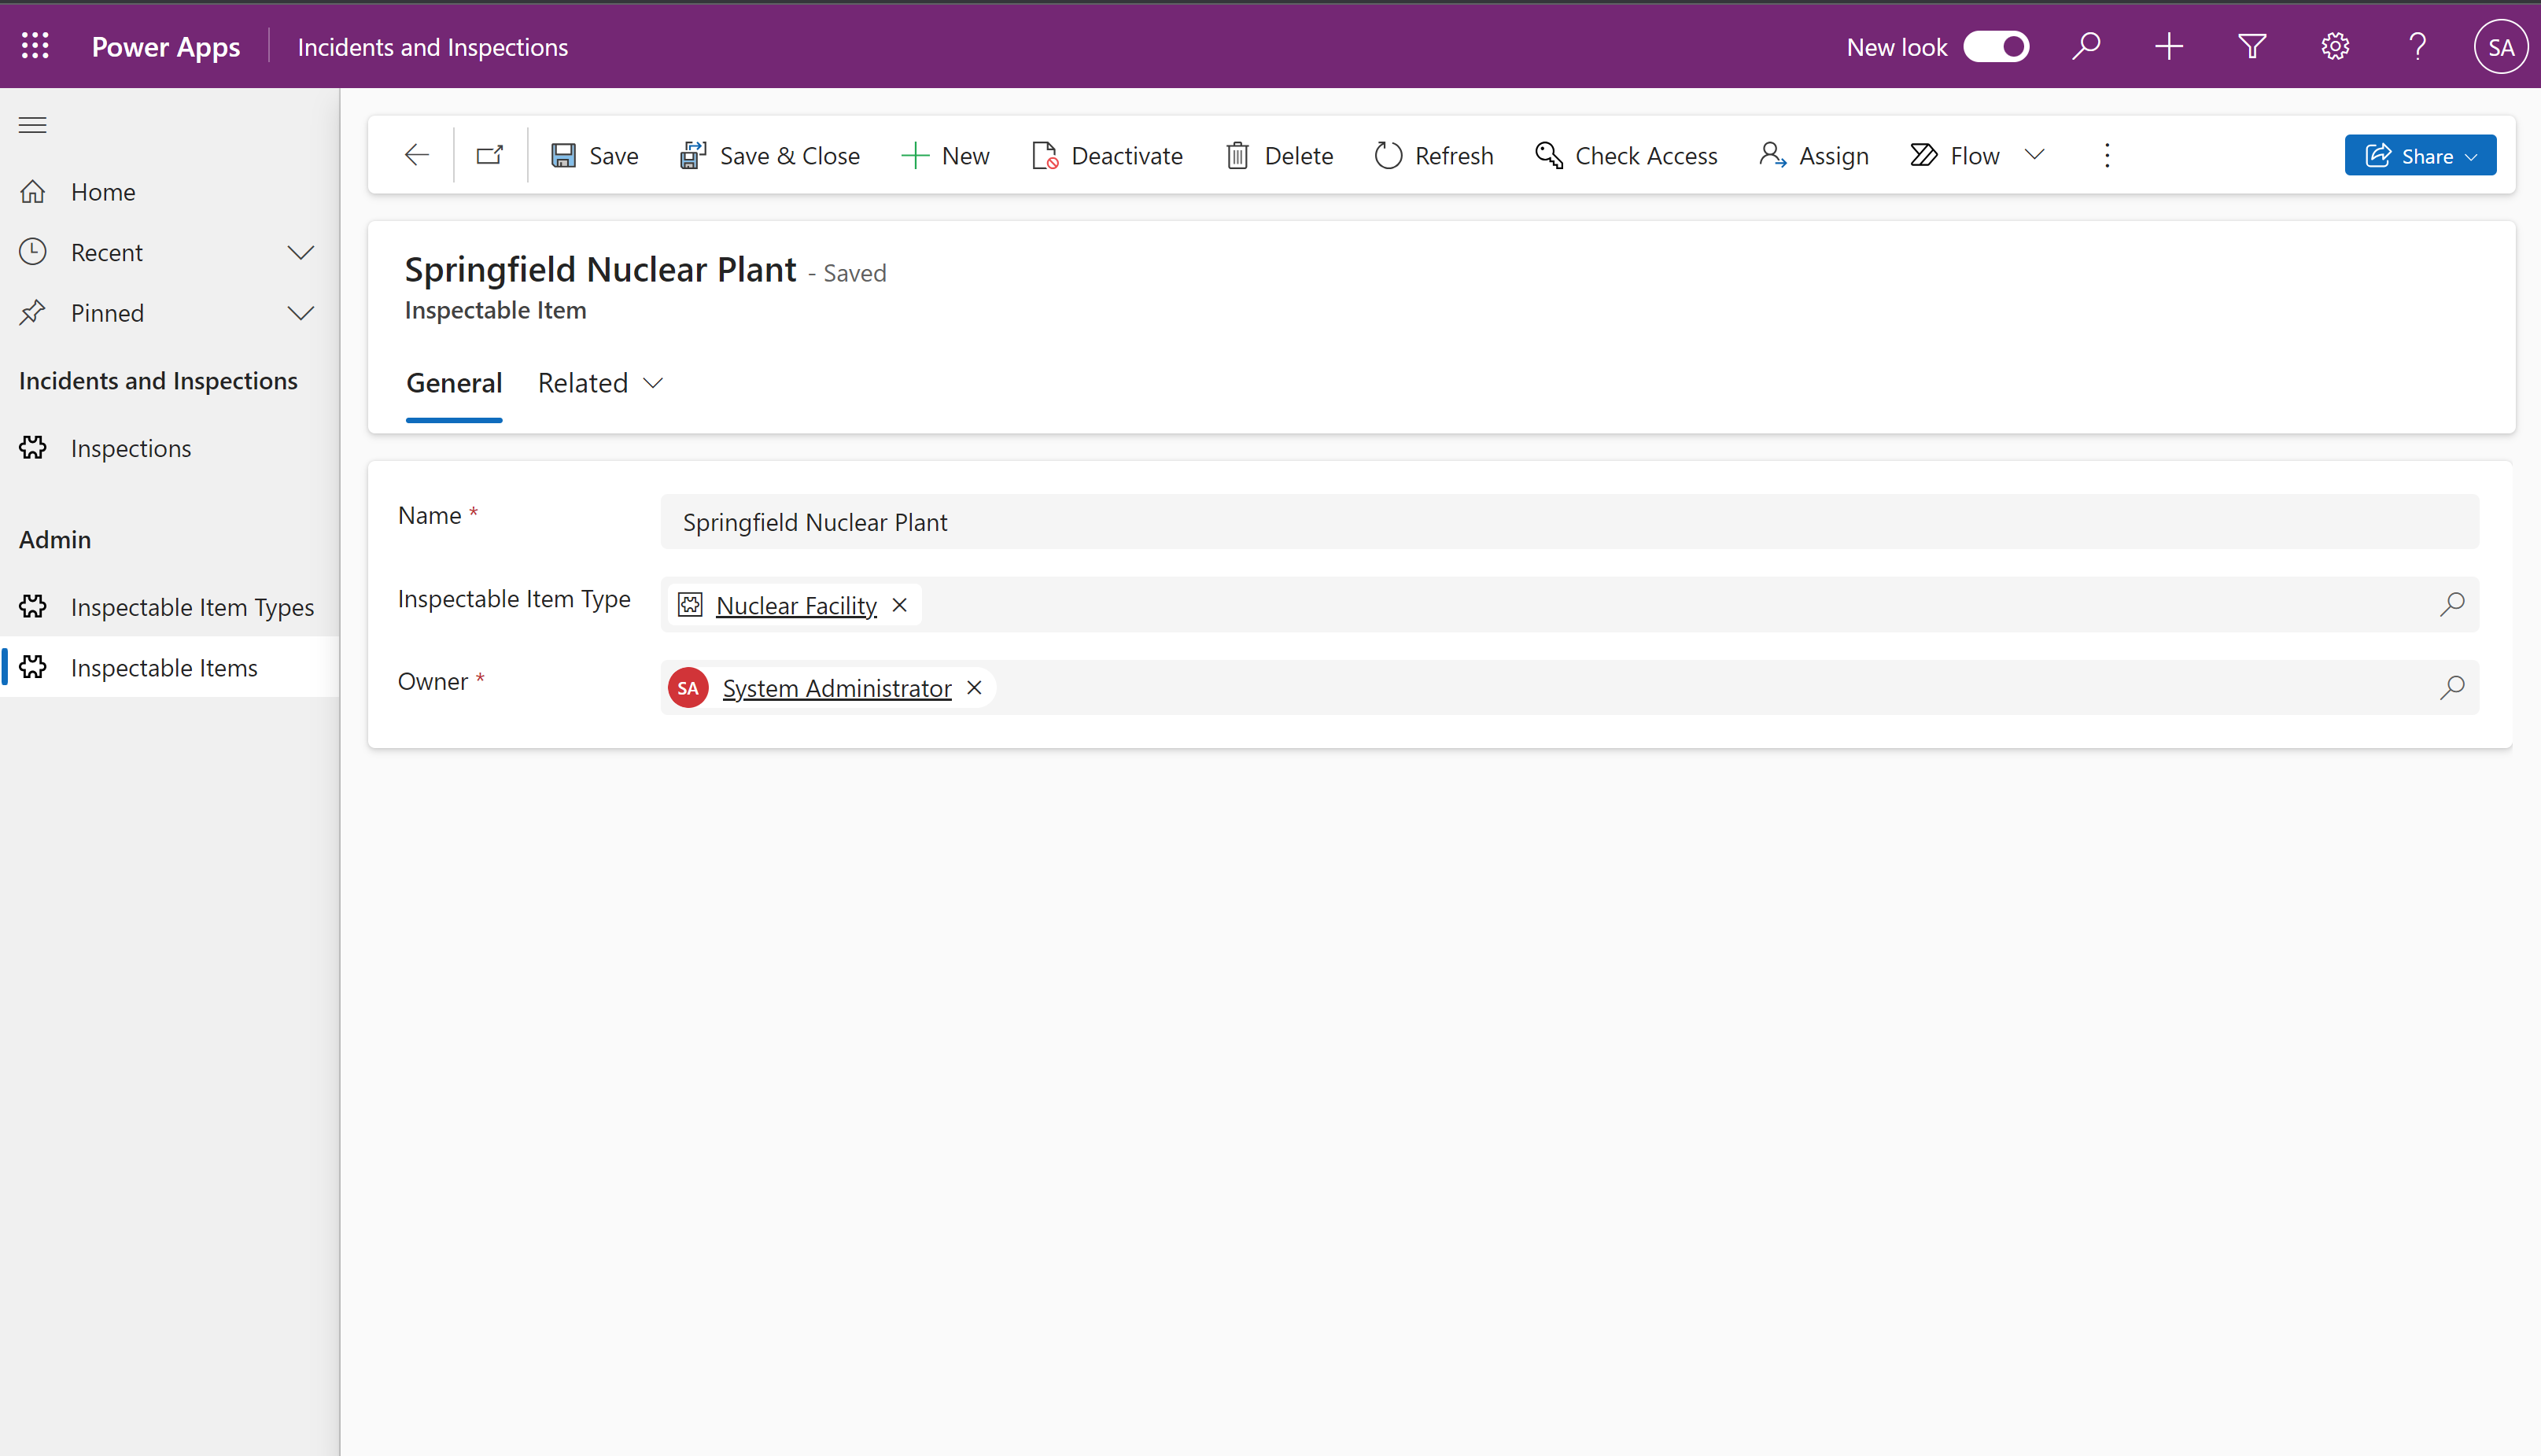 Power Apps
Incidents and Inspections
New look
SA
Home
Recent
Pinned
Incidents and Inspections
Inspections
Admin
Inspectable Item Types
Inspectable Items
Save
Save & Close
New
Deactivate
Delete
Refresh
Check Access
Assign
Flow
Share
Springfield Nuclear Plant - Saved
Inspectable Item
General Related
Name * Springfield Nuclear Plant
Inspectable Item Type Nuclear Facility
Owner * SA System Administrator